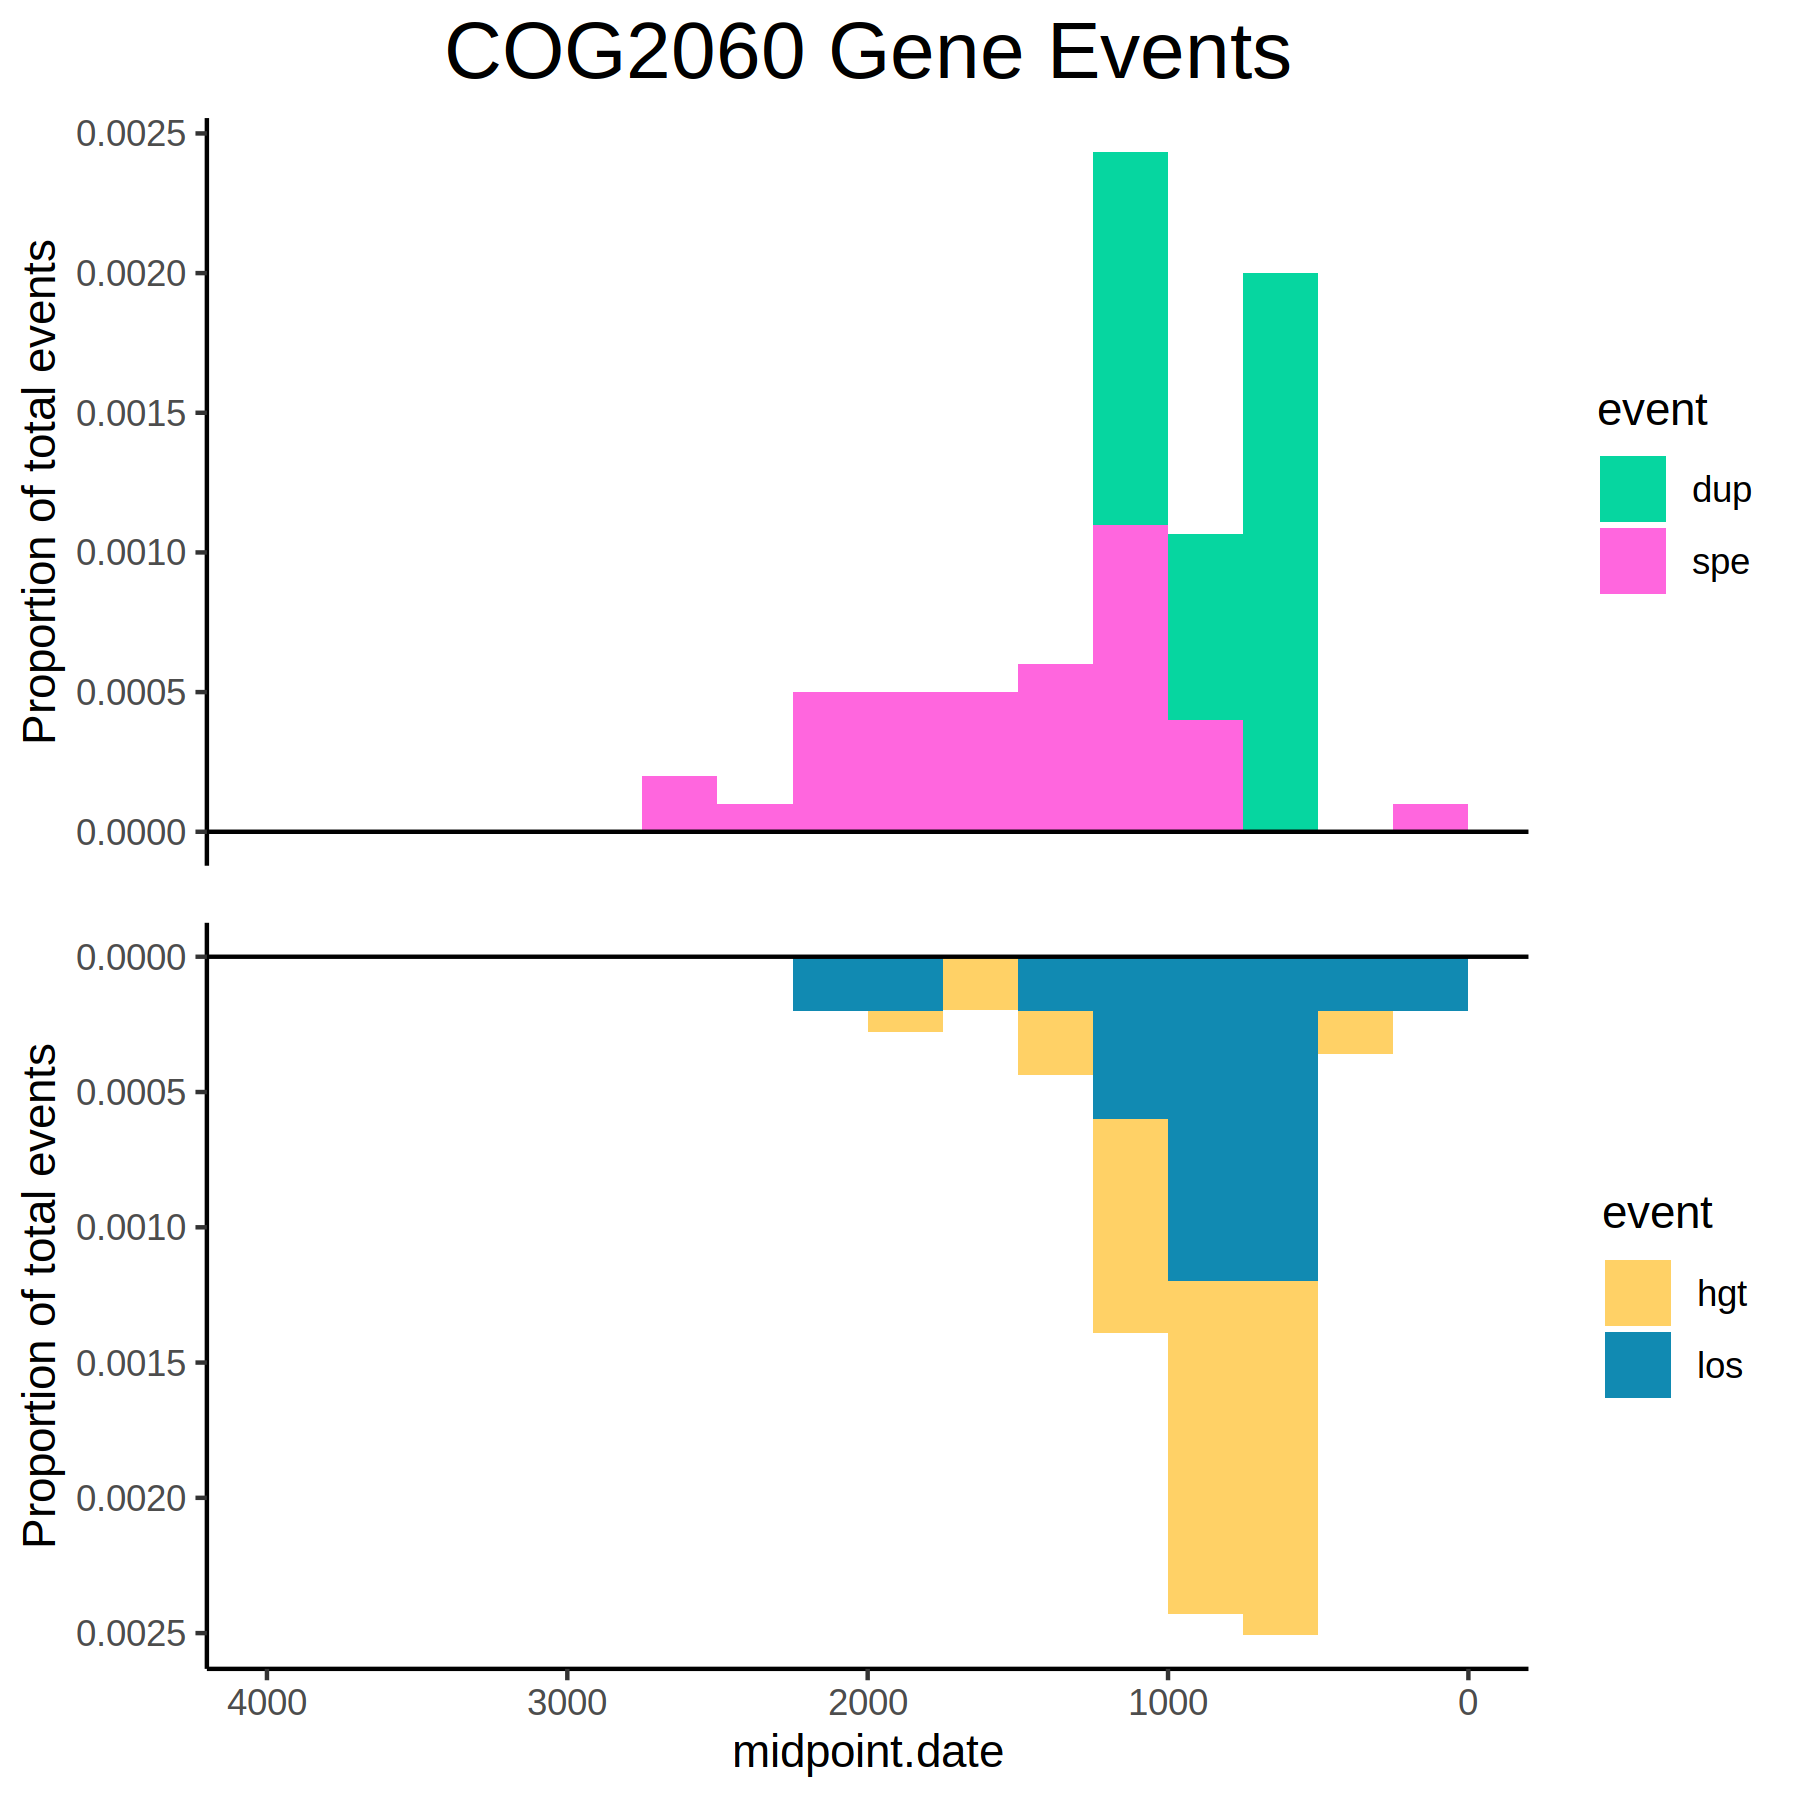 COG2060 Gene Events
Proportion of total events
0.0025
0.0020
0.0015
0.0010
0.0005
0.0000
event
dup
spe
Proportion of total events
0.0000
0.0005
0.0010
0.0015
0.0020
0.0025
event
hgt
los
4000 3000 2000 1000 0
midpoint.date